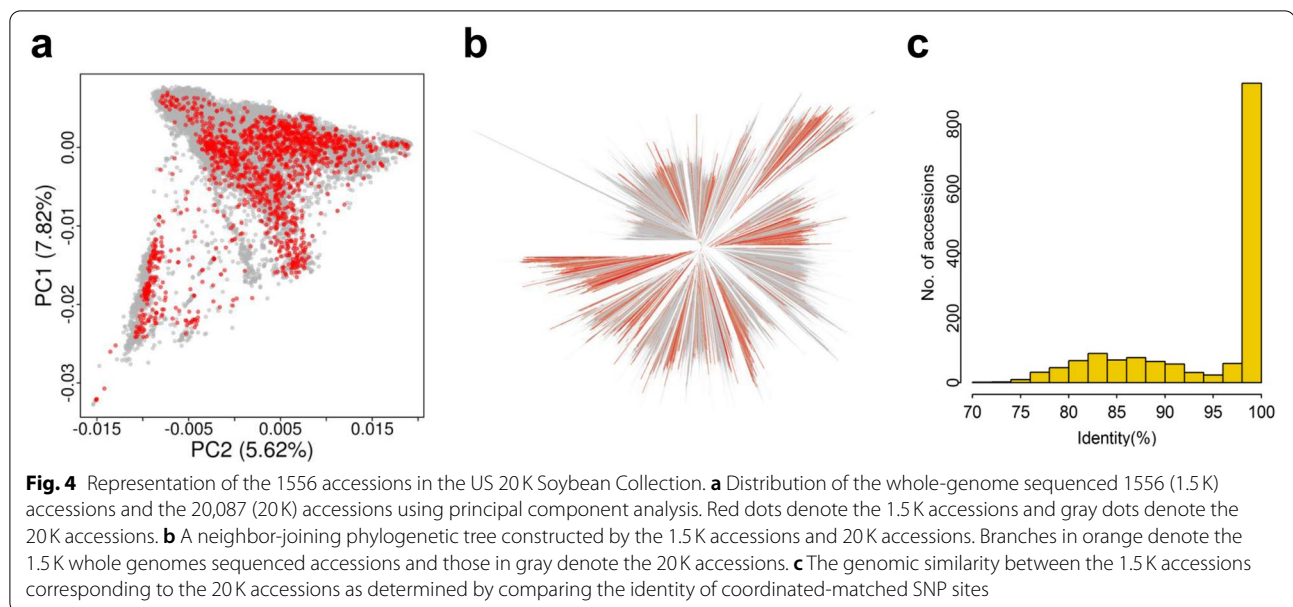 a
b
c
0.00
-0.01
-0.02
-0.03
PC1 (7.82%)
-0.015
-0.005
0.005
0.015
PC2 (5.62%)
No. of accessions
800
600
400
200
0
70
75
80
85
90
95
100
Identity(%)
Fig. 4 Representation of the 1556 accessions in the US 20 K Soybean Collection. a Distribution of the whole-genome sequenced 1556 (1.5 K)
accessions and the 20,087 (20 K) accessions using principal component analysis. Red dots denote the 1.5 K accessions and gray dots denote the
20 K accessions. b A neighbor-joining phylogenetic tree constructed by the 1.5 K accessions and 20 K accessions. Branches in orange denote the
1.5 K whole genomes sequenced accessions and those in gray denote the 20 K accessions. c The genomic similarity between the 1.5 K accessions
corresponding to the 20 K accessions as determined by comparing the identity of coordinated-matched SNP sites